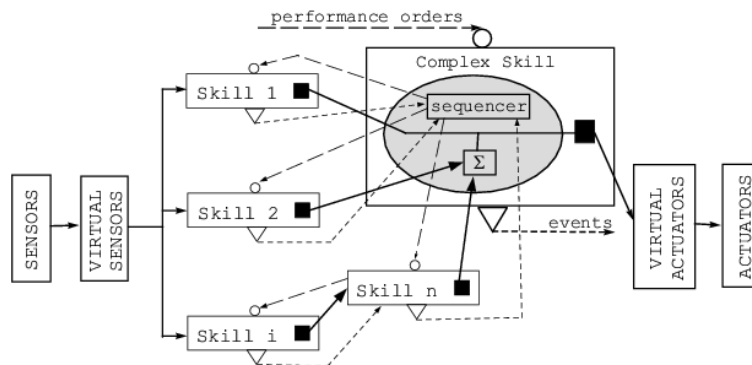 performance orders
Complex Skill
Skill 1
sequencer
Σ
SENSORS
VIRTUAL
SENSORS
Skill 2
events
VIRTUAL
ACTUATORS
ACTUATORS
Skill n
Skill i